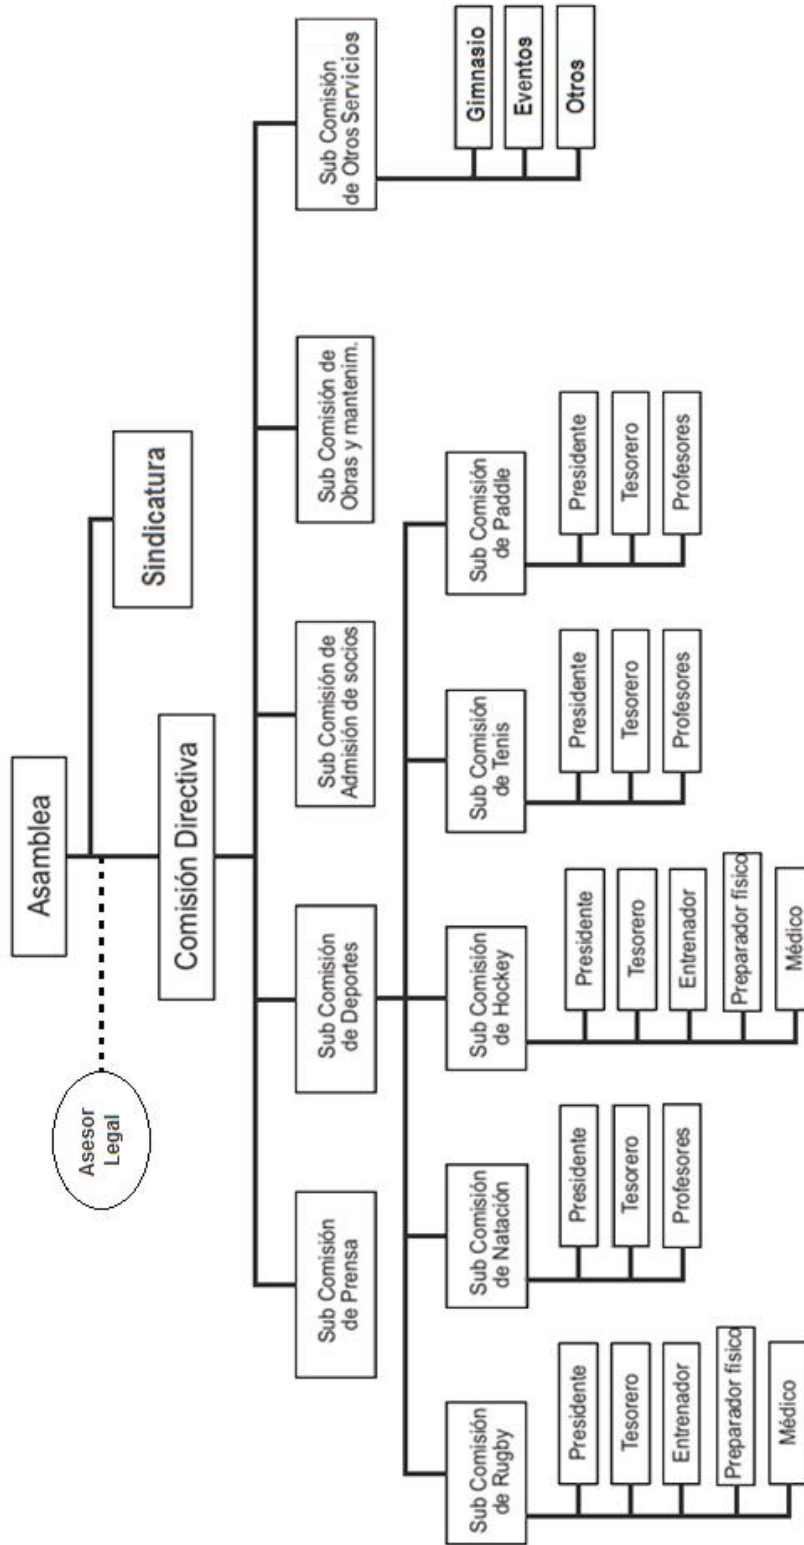 Asamblea
Asesor
Legal
Sindicatura
Comisión Directiva
Sub Comisión
de Prensa
Sub Comisión
de Deportes
Sub Comisión de
Admisión de socios
Sub Comisión de
Obras y mantenim.
Sub Comisión
de Otros Servicios
Gimnasio
Eventos
Otros
Sub Comisión
de Rugby
Presidente
Tesorero
Entrenador
Preparador físico
Médico
Sub Comisión
de Natación
Presidente
Tesorero
Profesores
Sub Comisión
de Hockey
Presidente
Tesorero
Entrenador
Preparador físico
Médico
Sub Comisión
de Tenis
Presidente
Tesorero
Profesores
Sub Comisión
de Paddle
Presidente
Tesorero
Profesores